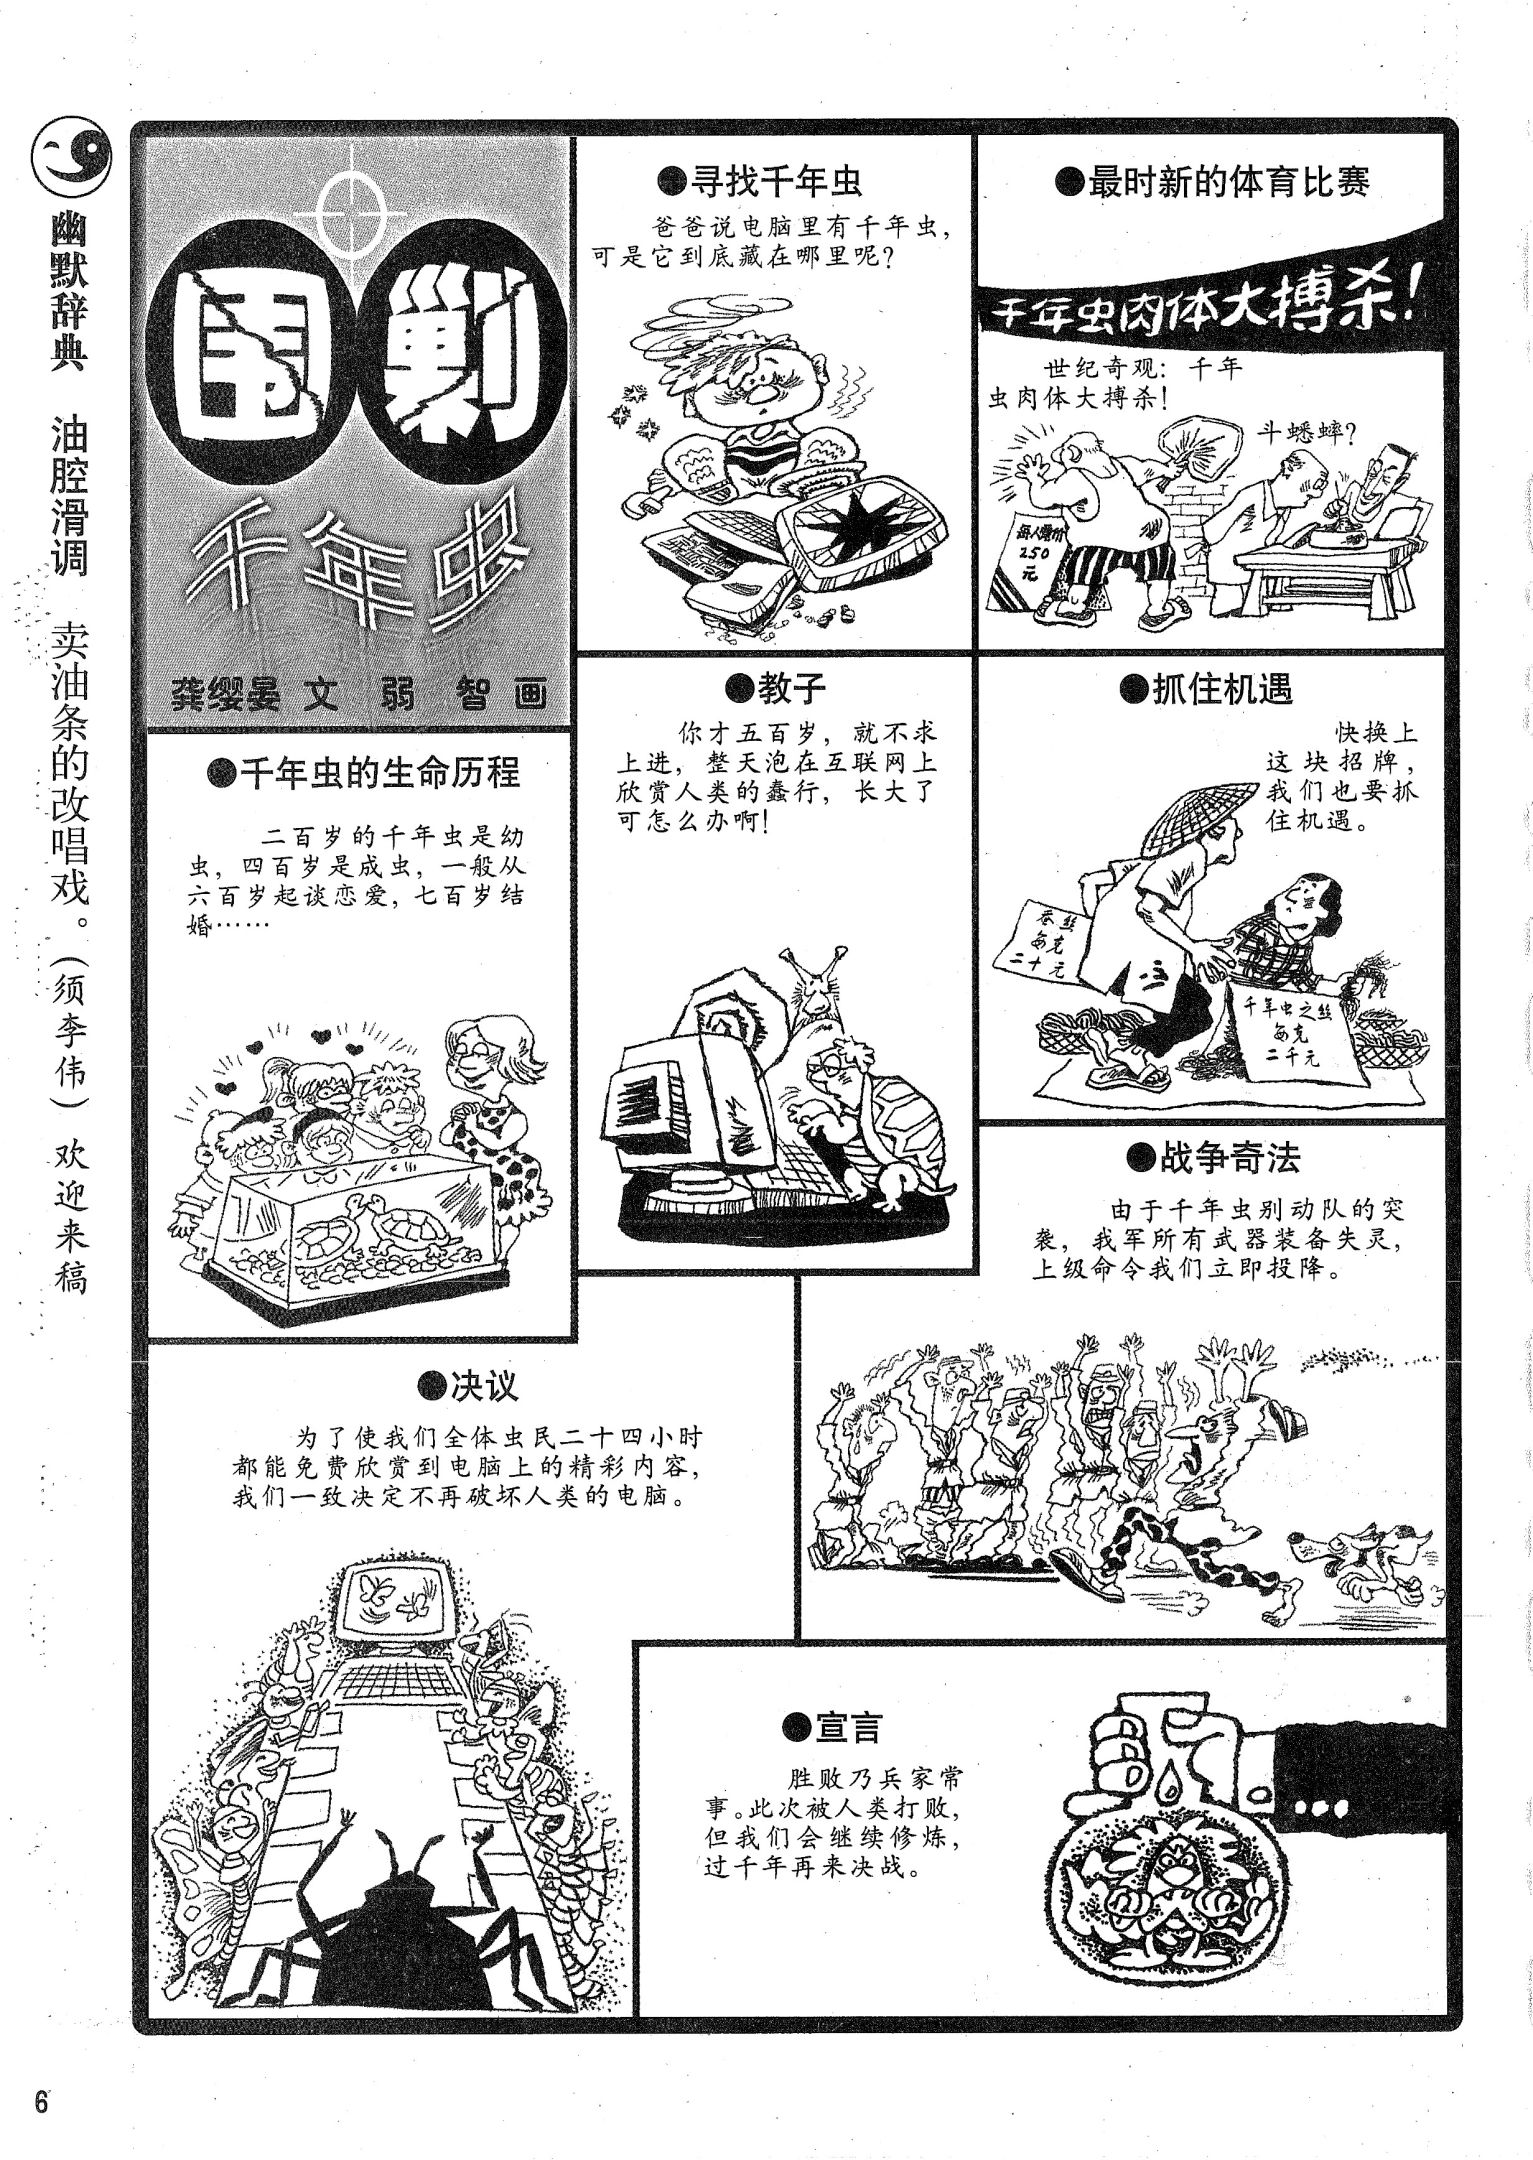 幽默辞典 油腔滑调 卖油条的改唱戏。（须李伟）欢迎来稿
围剿
千年虫
龚缨晏 文 弱 智 画
●寻找千年虫
爸爸说电脑里有千年虫，
可是它到底藏在哪里呢？
●最时新的体育比赛
千年虫肉体大搏杀！
世纪奇观：千年
虫肉体大搏杀！
斗蟋蟀？
250
元
●千年虫的生命历程
二百岁的千年虫是幼
虫，四百岁是成虫，一般从
六百岁起谈恋爱，七百岁结
婚……
●教子
你才五百岁，就不求
上进，整天泡在互联网上
欣赏人类的蠢行，长大了
可怎么办啊！
●抓住机遇
快换上
这块招牌，
我们也要抓
住机遇。
每克
二十元
千年虫之丝
每克
二千元
●战争奇法
由于千年虫别动队的突
袭，我军所有武器装备失灵，
上级命令我们立即投降。
●决议
为了使我们全体虫民二十四小时
都能免费欣赏到电脑上的精彩内容，
我们一致决定不再破坏人类的电脑。
●宣言
胜败乃兵家常
事。此次被人类打败，
但我们会继续修炼，
过千年再来决战。
6